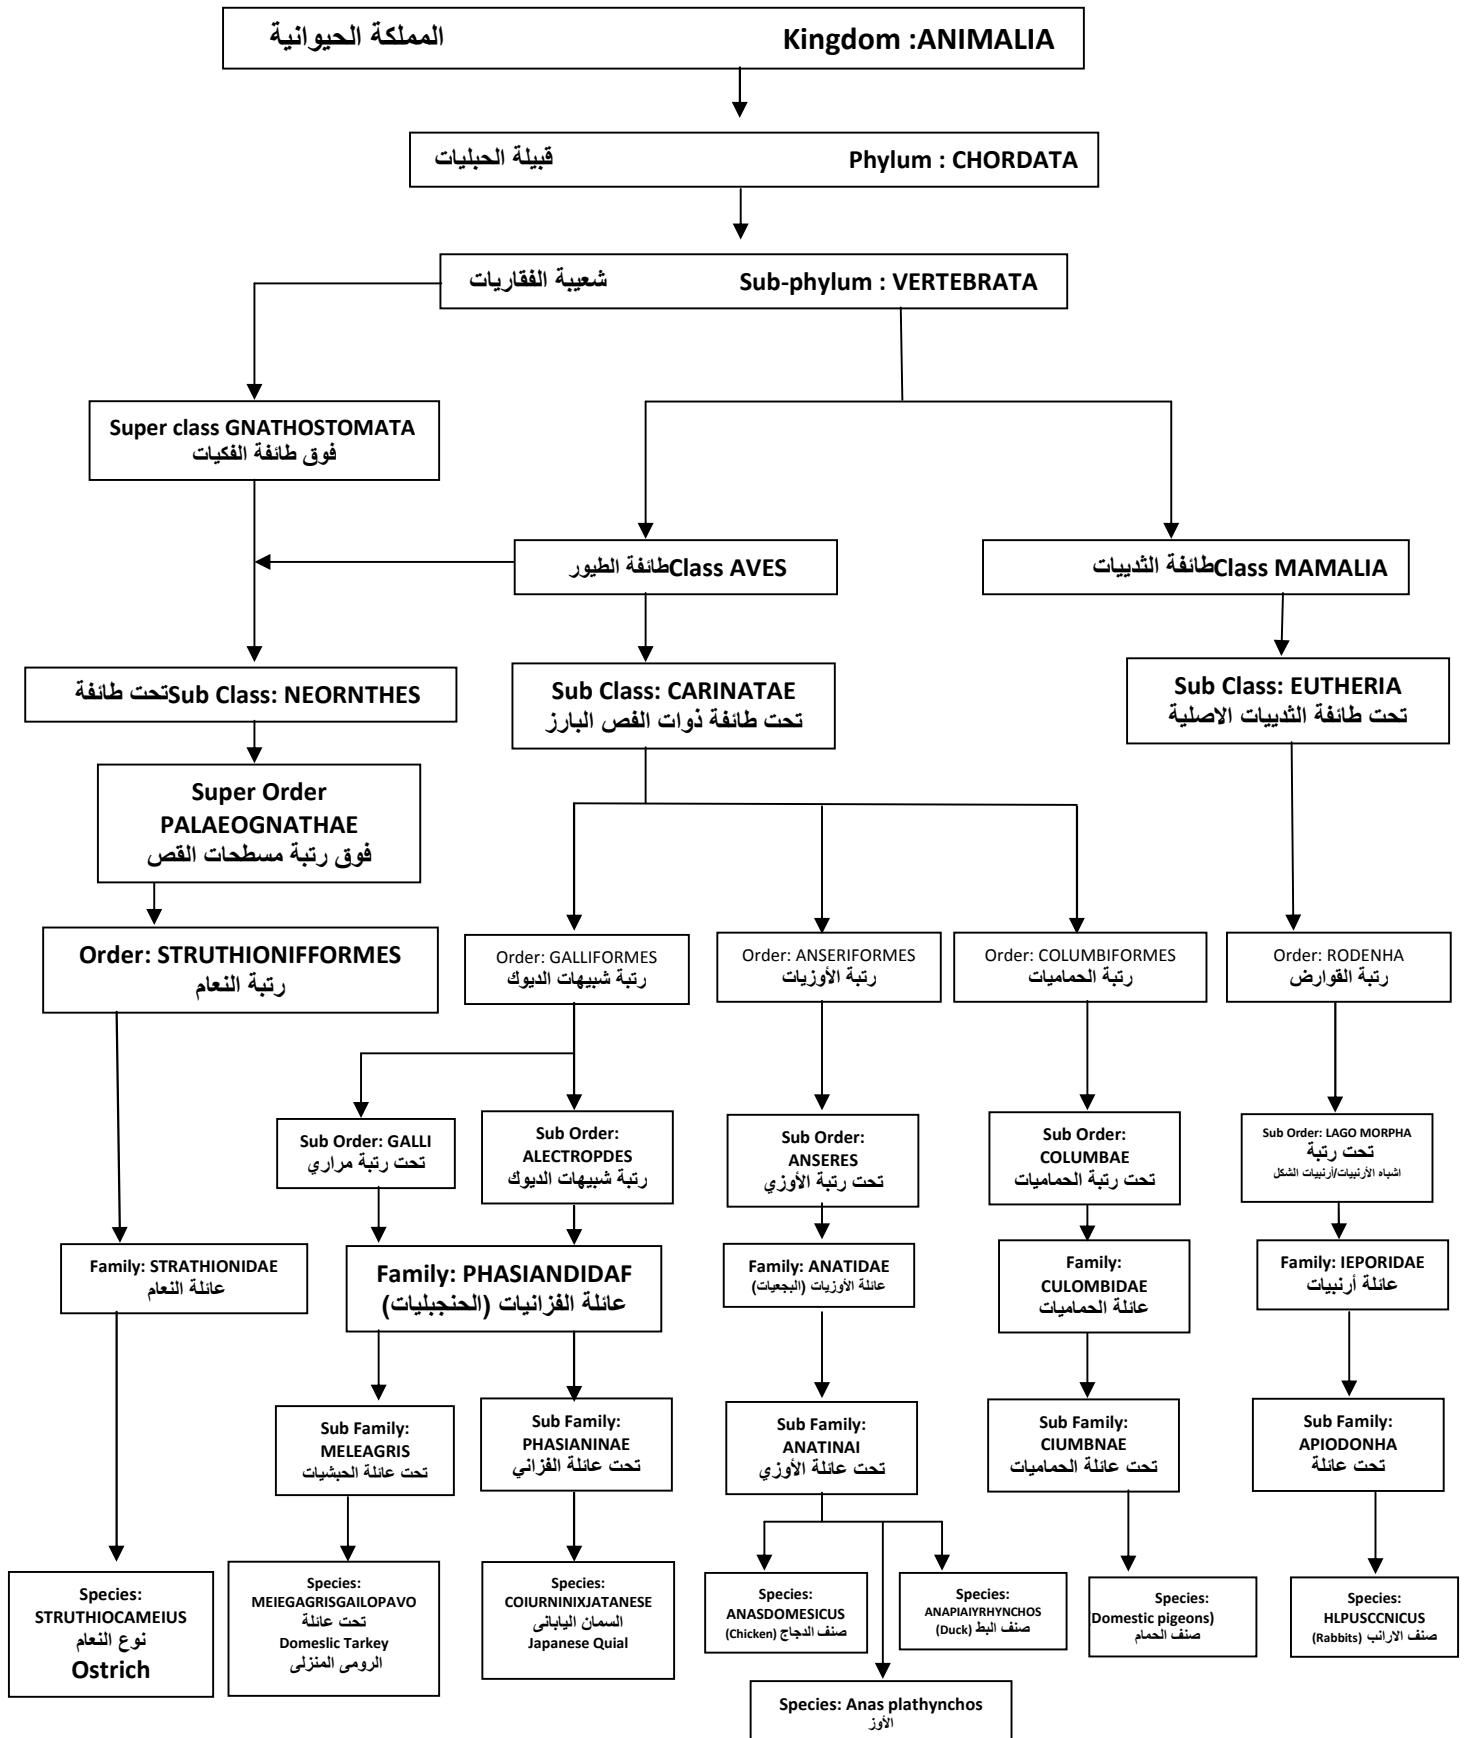 المملكة الحيوانية Kingdom :ANIMALIA
قبيلة الحبليات Phylum : CHORDATA
شعيبة الفقاريات Sub-phylum : VERTEBRATA
Super class GNATHOSTOMATA
فوق طائفة الفكيات
طائفة الطيور Class AVES
طائفة الثدييات Class MAMALIA
تحت طائفة Sub Class: NEORNTHES
Sub Class: CARINATAE
تحت طائفة ذوات الفص البارز
Sub Class: EUTHERIA
تحت طائفة الثدييات الاصلية
Super Order
PALAEOGNATHAE
فوق رتبة مسطحات القص
Order: STRUTHIONIFFORMES
رتبة النعام
Order: GALLIFORMES
رتبة شبيهات الديوك
Order: ANSERIFORMES
رتبة الأوزيات
Order: COLUMBIFORMES
رتبة الحماميات
Order: RODENHA
رتبة القوارض
Sub Order: GALLI
تحت رتبة مراري
Sub Order:
ALECTROPDES
رتبة شبيهات الديوك
Sub Order:
ANSERES
تحت رتبة الأوزي
Sub Order:
COLUMBAE
تحت رتبة الحماميات
Sub Order: LAGO MORPHA
تحت رتبة
اشباه الأرنبيات/أرنبيات الشكل
Family: STRATHIONIDAE
عائلة النعام
Family: PHASIANDIDAF
عائلة الفزانيات (الحنجبليات)
Family: ANATIDAE
عائلة الأوزيات (البجعيات)
Family:
CULOMBIDAE
عائلة الحماميات
Family: IEPORIDAE
عائلة أرنبيات
Sub Family:
MELEAGRIS
تحت عائلة الحبشيات
Sub Family:
PHASIANINAE
تحت عائلة الفزاني
Sub Family:
ANATINAI
تحت عائلة الأوزي
Sub Family:
CIUMBNAE
تحت عائلة الحماميات
Sub Family:
APIODONHA
تحت عائلة
Species:
STRUTHIOCAMEIUS
نوع النعام
Ostrich
Species:
MEIEGAGRISGAILOPAVO
تحت عائلة
Domeslic Tarkey
الرومى المنزلى
Species:
COIURNINIXJATANESE
السمان اليابانى
Japanese Quial
Species:
ANASDOMESICUS
صنف الدجاج (Chicken)
Species:
ANAPIAIYRHYNCHOS
صنف البط (Duck)
Species:
Domestic pigeons)
صنف الحمام
Species:
HLPUSCCNICUS
صنف الارانب (Rabbits)
Species: Anas plathynchos
الأوز